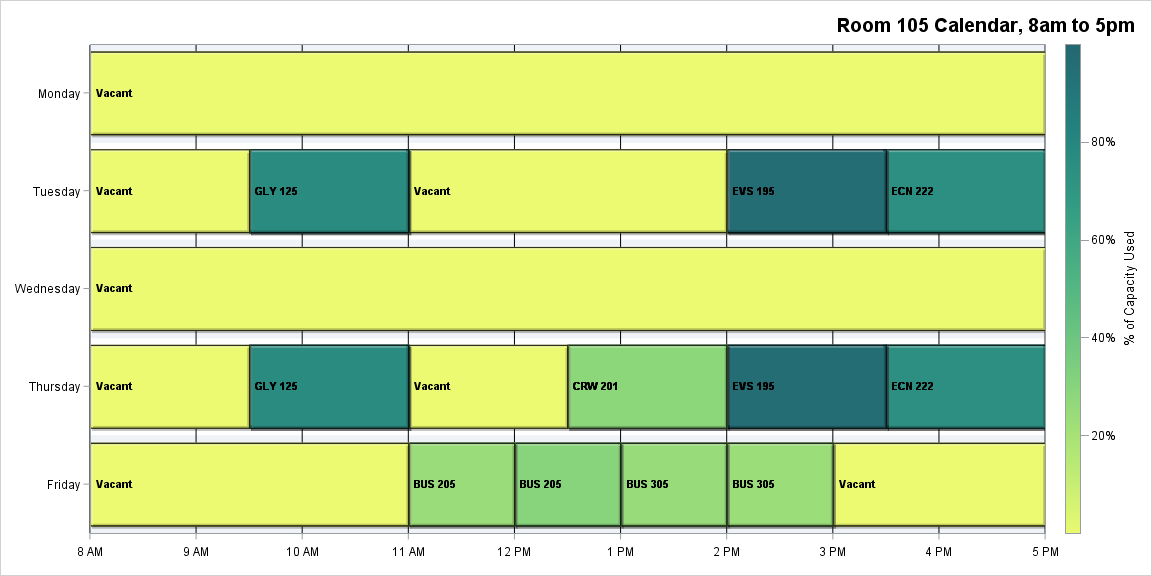 Room 105 Calendar, 8am to 5pm
Monday
Vacant
Tuesday
Vacant
GLY 125
Vacant
EVS 195
ECN 222
Wednesday
Vacant
Thursday
Vacant
GLY 125
Vacant
CRW 201
EVS 195
ECN 222
Friday
Vacant
BUS 205
BUS 205
BUS 305
BUS 305
Vacant
8 AM
9 AM
10 AM
11 AM
12 PM
1 PM
2 PM
3 PM
4 PM
5 PM
80%
60%
40%
20%
% of Capacity Used